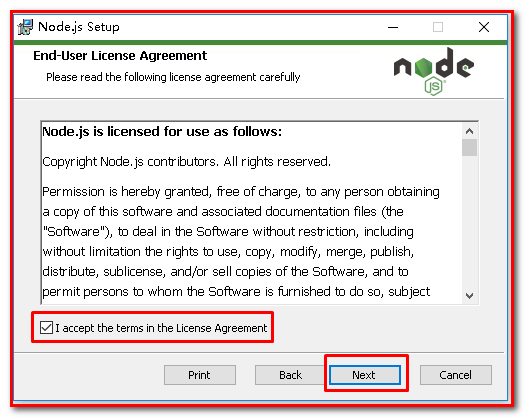 Node.js Setup
End-User License Agreement
Please read the following license agreement carefully
node
JS
Node.js is licensed for use as follows:
Copyright Node.js contributors. All rights reserved.
Permission is hereby granted, free of charge, to any person obtaining
a copy of this software and associated documentation files (the
"Software"), to deal in the Software without restriction, including
without limitation the rights to use, copy, modify, merge, publish,
distribute, sublicense, and/or sell copies of the Software, and to
permit persons to whom the Software is furnished to do so, subject
I accept the terms in the License Agreement
Print
Back
Next
Cancel